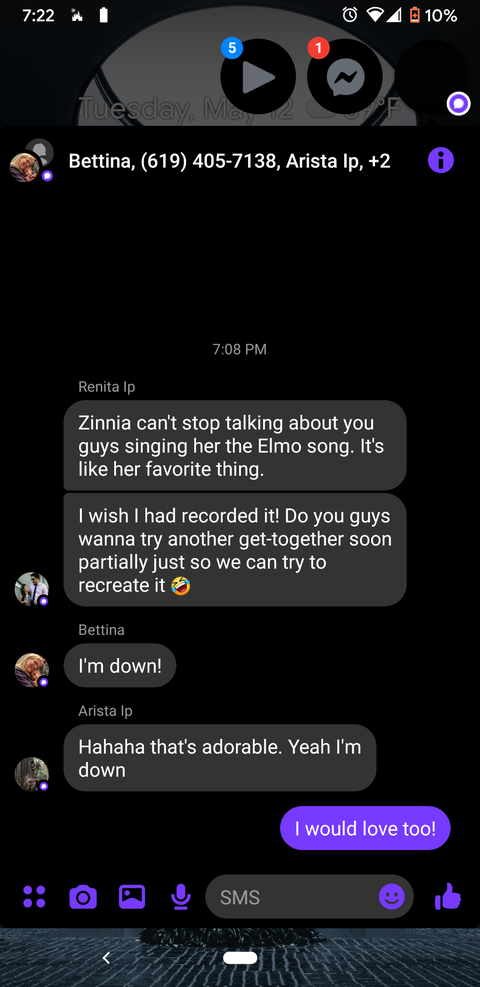 7:22
10%
5
1
Tuesday, May 12
°F
Bettina, (619) 405-7138, Arista Ip, +2
7:08 PM
Renita Ip
Zinnia can't stop talking about you
guys singing her the Elmo song. It's
like her favorite thing.
I wish I had recorded it! Do you guys
wanna try another get-together soon
partially just so we can try to
recreate it 🤣
Bettina
I'm down!
Arista Ip
Hahaha that's adorable. Yeah I'm
down
I would love too!
SMS